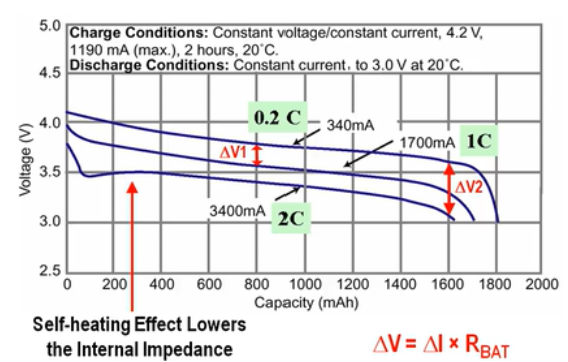 Charge Conditions: Constant voltage/constant current, 4.2 V,
1190 mA (max.), 2 hours, 20°C.
Discharge Conditions: Constant current, to 3.0 V at 20°C.
5.0
4.5
4.0
3.5
3.0
2.5
Voltage (V)
0.2 C
340mA
1700mA
1C
ΔV1
ΔV2
3400mA
2C
0 200 400 600 800 1000 1200 1400 1600 1800 2000
Capacity (mAh)
Self-heating Effect Lowers
the Internal Impedance
ΔV = ΔI × RBAT